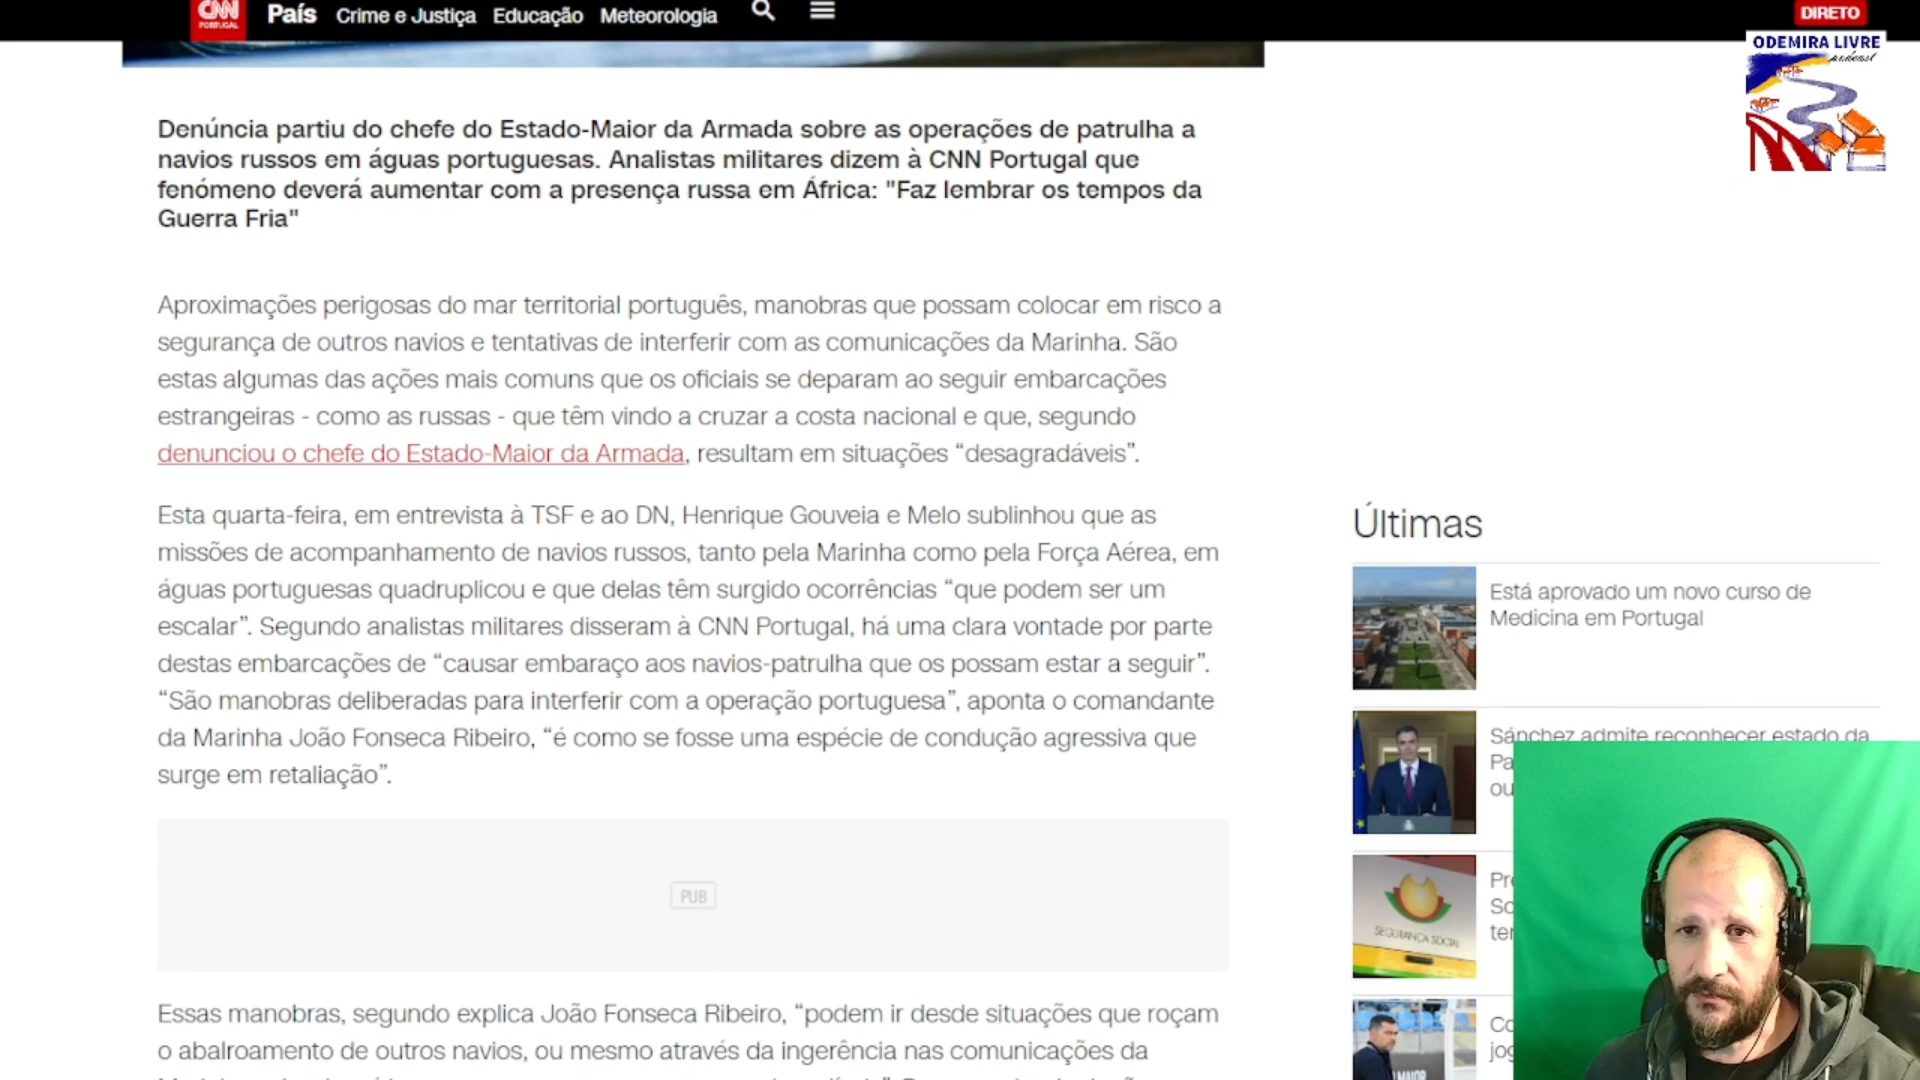 CNN
PORTUGAL
País
Crime e Justiça
Educação
Meteorologia
DIRETO
ODEMIRA LIVRE
podcast
Denúncia partiu do chefe do Estado-Maior da Armada sobre as operações de patrulha a
navios russos em águas portuguesas. Analistas militares dizem à CNN Portugal que
fenómeno deverá aumentar com a presença russa em África: "Faz lembrar os tempos da
Guerra Fria"
Aproximações perigosas do mar territorial português, manobras que possam colocar em risco a
segurança de outros navios e tentativas de interferir com as comunicações da Marinha. São
estas algumas das ações mais comuns que os oficiais se deparam ao seguir embarcações
estrangeiras - como as russas - que têm vindo a cruzar a costa nacional e que, segundo
denunciou o chefe do Estado-Maior da Armada, resultam em situações “desagradáveis”.
Esta quarta-feira, em entrevista à TSF e ao DN, Henrique Gouveia e Melo sublinhou que as
missões de acompanhamento de navios russos, tanto pela Marinha como pela Força Aérea, em
águas portuguesas quadruplicou e que delas têm surgido ocorrências “que podem ser um
escalar”. Segundo analistas militares disseram à CNN Portugal, há uma clara vontade por parte
destas embarcações de “causar embaraço aos navios-patrulha que os possam estar a seguir”.
“São manobras deliberadas para interferir com a operação portuguesa”, aponta o comandante
da Marinha João Fonseca Ribeiro, “é como se fosse uma espécie de condução agressiva que
surge em retaliação”.
PUB
Essas manobras, segundo explica João Fonseca Ribeiro, “podem ir desde situações que roçam
o abalroamento de outros navios, ou mesmo através da ingerência nas comunicações da
Últimas
Está aprovado um novo curso de
Medicina em Portugal
Sánchez admite reconhecer estado da
SEGURANÇA SOCIAL